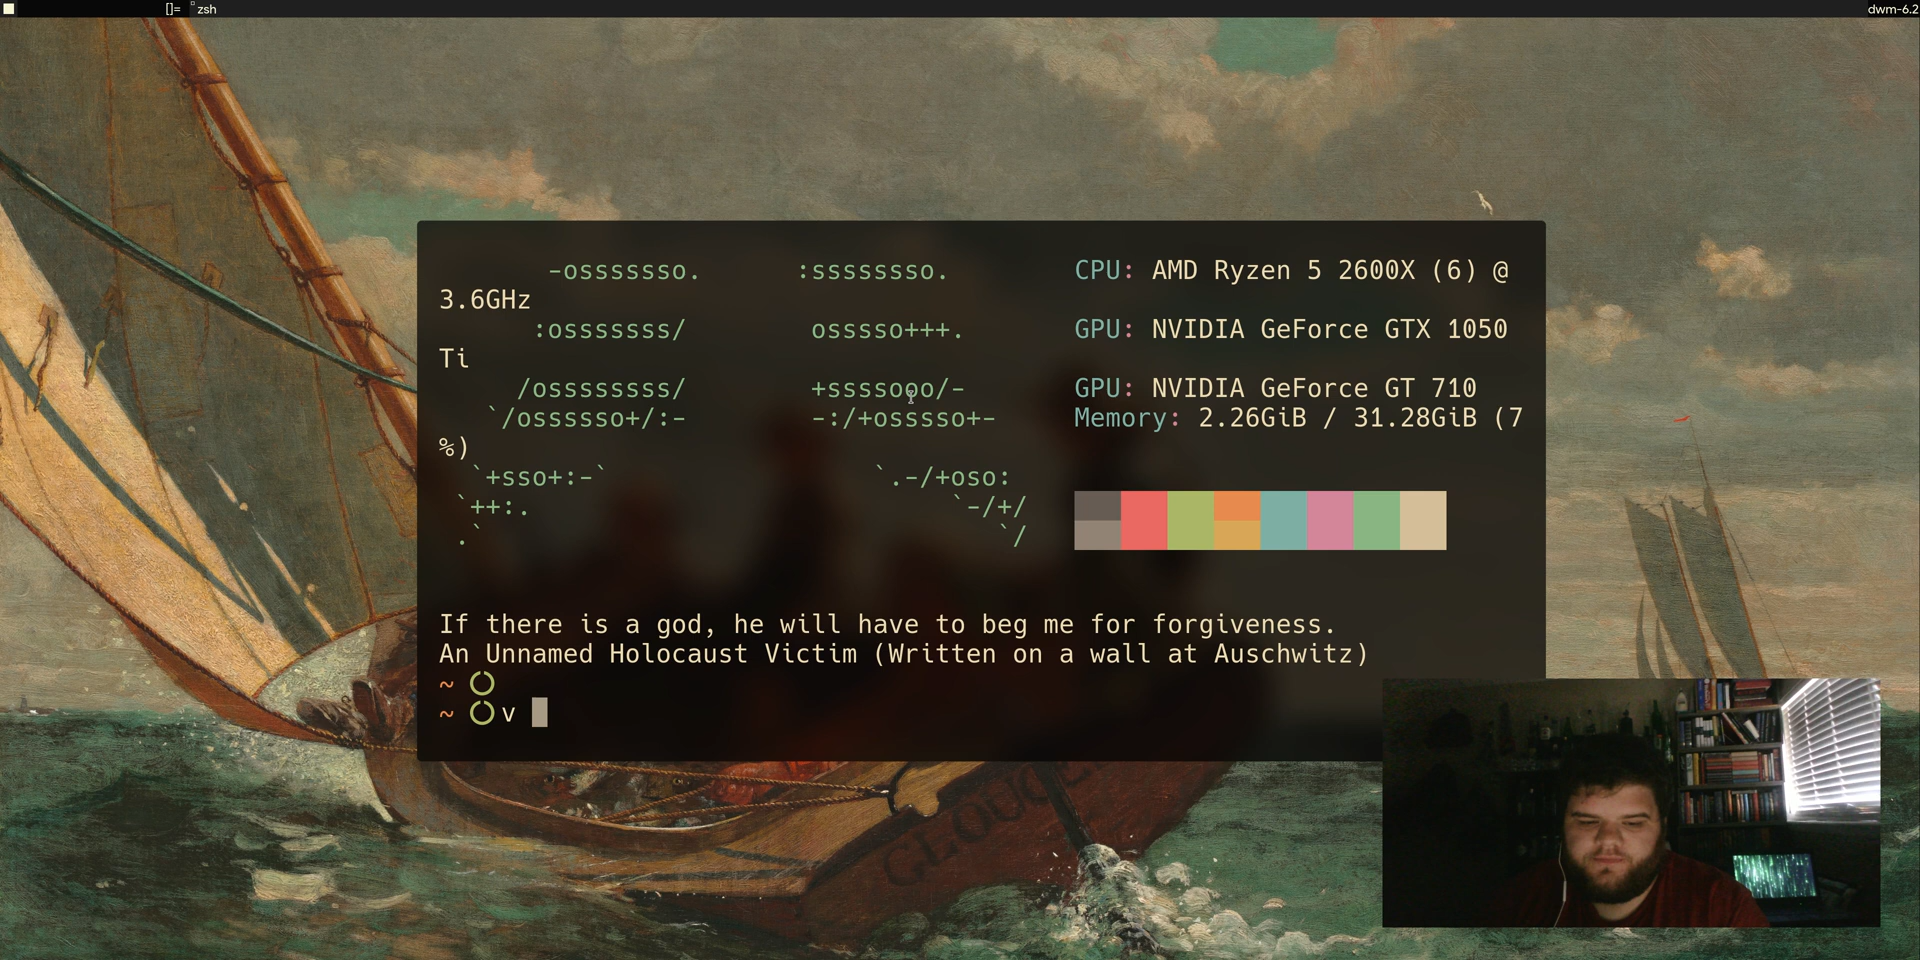 []= zsh dwm-6.2
-osssssso. :ssssssso. CPU: AMD Ryzen 5 2600X (6) @
3.6GHz
:osssssss/ osssso+++. GPU: NVIDIA GeForce GTX 1050
Ti
/ossssssss/ +ssssooo/- GPU: NVIDIA GeForce GT 710
`/ossssso+/:- -:/+osssso+- Memory: 2.26GiB / 31.28GiB (7
%)
`+sso+:-` `.-/+oso:
`++:. `-/+/
.` `/
If there is a god, he will have to beg me for forgiveness.
An Unnamed Holocaust Victim (Written on a wall at Auschwitz)
~
~ v
GLOUCE